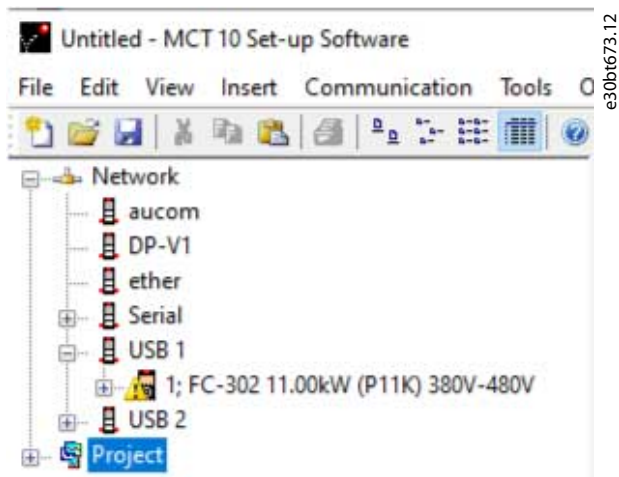 Untitled - MCT 10 Set-up Software
File Edit View Insert Communication Tools O
Network
aucom
DP-V1
ether
Serial
USB 1
1; FC-302 11.00kW (P11K) 380V-480V
USB 2
Project
e30bt673.12